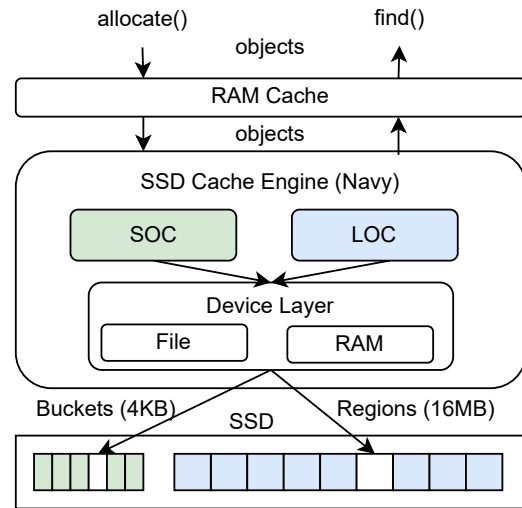 allocate()
find()
objects
RAM Cache
objects
SSD Cache Engine (Navy)
SOC
LOC
Device Layer
File
RAM
Buckets (4KB)
Regions (16MB)
SSD